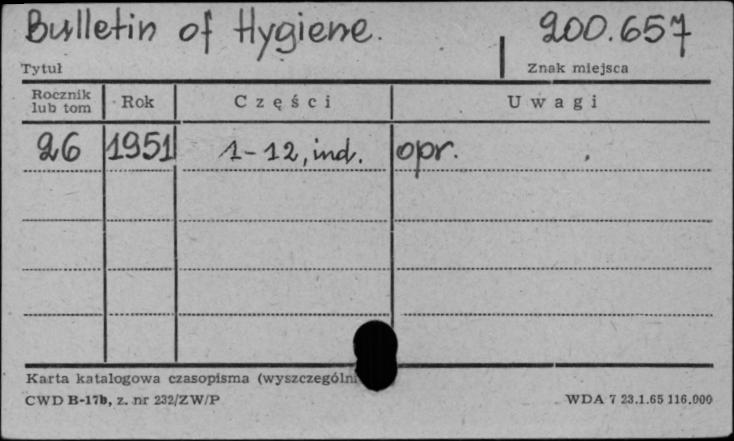 Bulletin of Hygiene. 200.657
Tytuł Znak miejsca
Rocznik lub tom Rok Części Uwagi
26 1951 1-12, ind. opr.
Karta katalogowa czasopisma
CWD B-17b, z. nr 232/ZW/P WDA 7 23.1.65 116.000